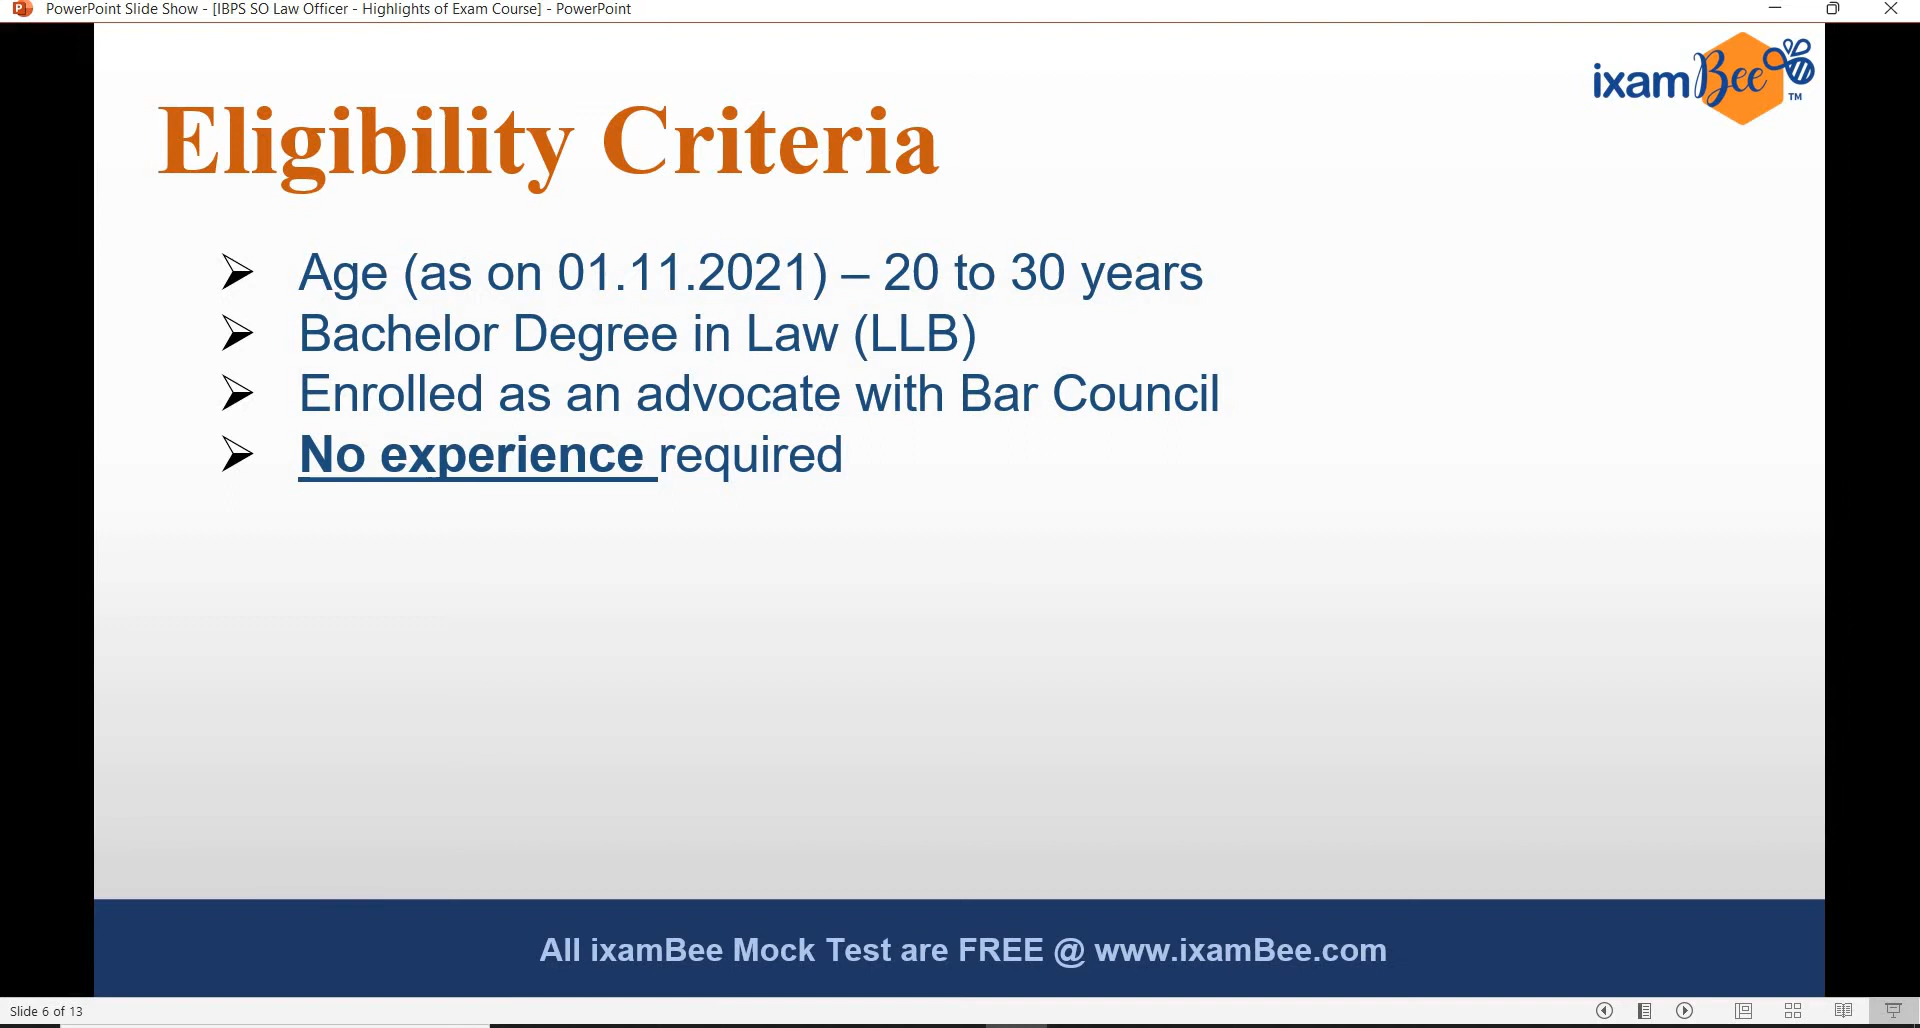 PowerPoint Slide Show - [IBPS SO Law Officer - Highlights of Exam Course] - PowerPoint
ixamBee TM
Eligibility Criteria
Age (as on 01.11.2021) – 20 to 30 years
Bachelor Degree in Law (LLB)
Enrolled as an advocate with Bar Council
No experience required
All ixamBee Mock Test are FREE @ www.ixamBee.com
Slide 6 of 13